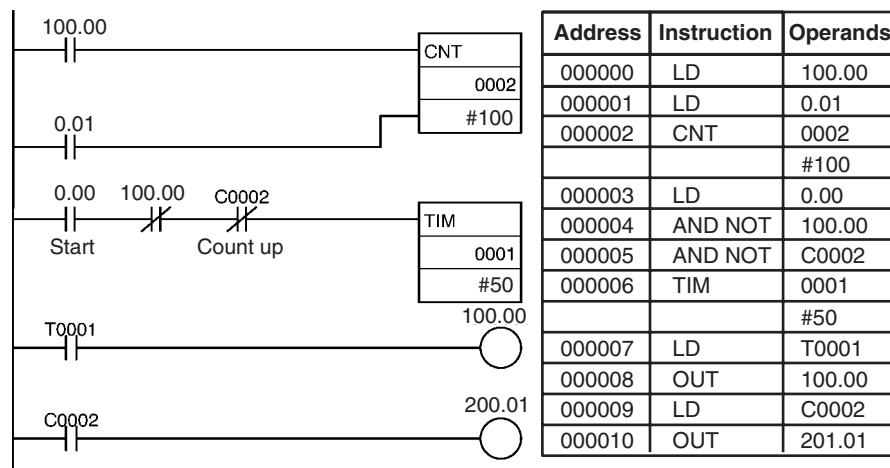 100.00
CNT
0002
#100
0.01
0.00 100.00 C0002
Start Count up
TIM
0001
#50
T0001 100.00
C0002 200.01
Address Instruction Operands
000000 LD 100.00
000001 LD 0.01
000002 CNT 0002
#100
000003 LD 0.00
000004 AND NOT 100.00
000005 AND NOT C0002
000006 TIM 0001
#50
000007 LD T0001
000008 OUT 100.00
000009 LD C0002
000010 OUT 201.01